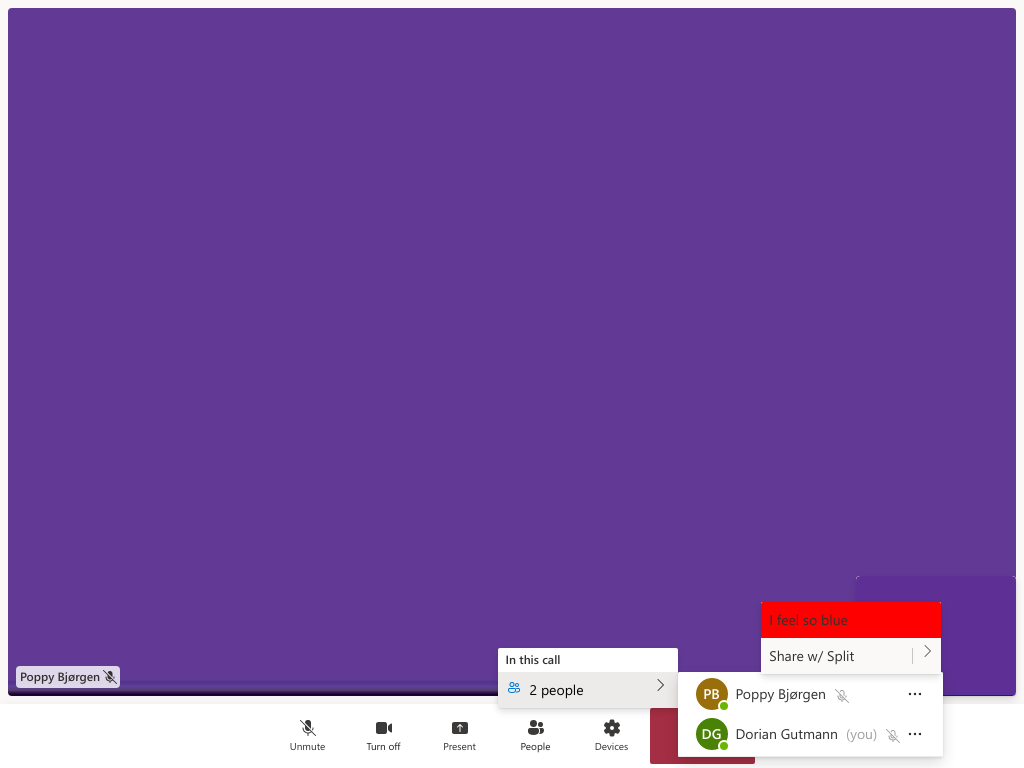 I feel so blue
Share w/ Split
Poppy Bjørgen
In this call
2 people
PB Poppy Bjørgen
DG Dorian Gutmann (you)
Unmute
Turn off
Present
People
Devices